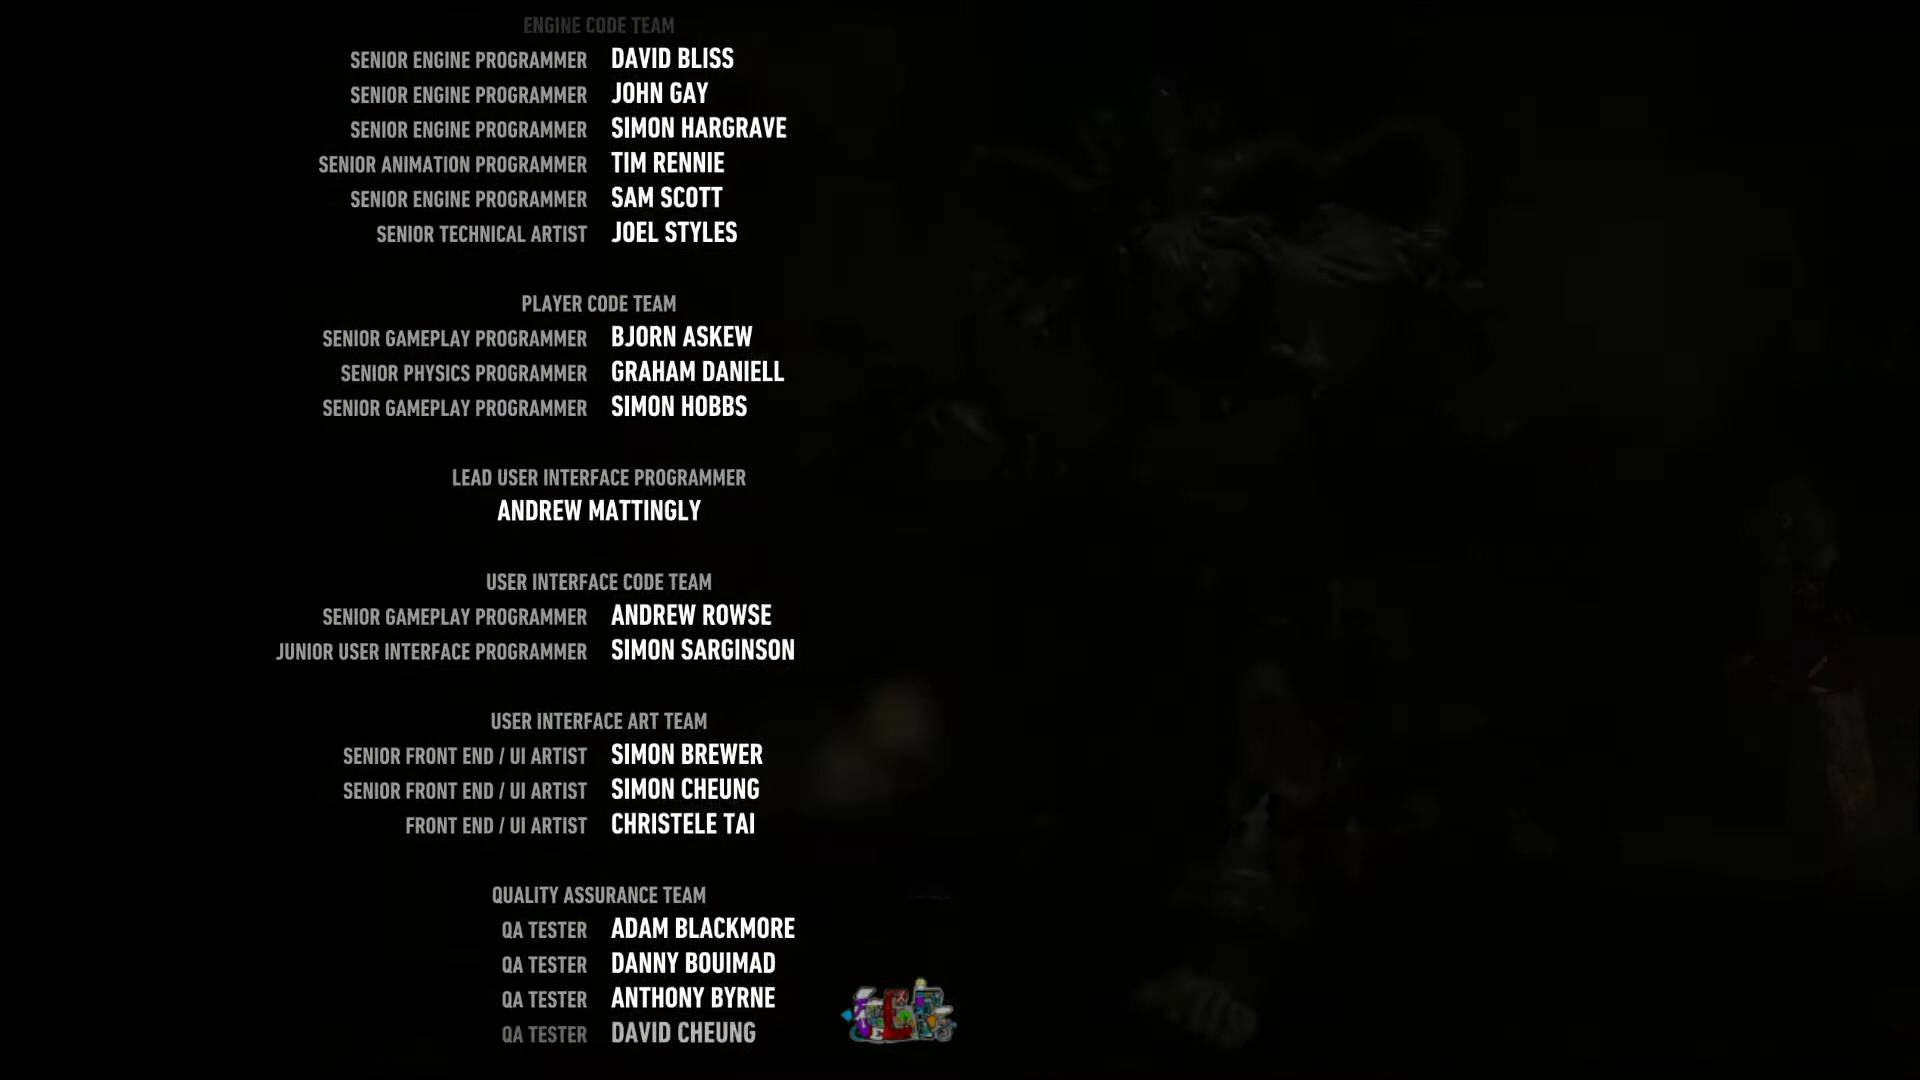 ENGINE CODE TEAM
SENIOR ENGINE PROGRAMMER DAVID BLISS
SENIOR ENGINE PROGRAMMER JOHN GAY
SENIOR ENGINE PROGRAMMER SIMON HARGRAVE
SENIOR ANIMATION PROGRAMMER TIM RENNIE
SENIOR ENGINE PROGRAMMER SAM SCOTT
SENIOR TECHNICAL ARTIST JOEL STYLES
PLAYER CODE TEAM
SENIOR GAMEPLAY PROGRAMMER BJORN ASKEW
SENIOR PHYSICS PROGRAMMER GRAHAM DANIELL
SENIOR GAMEPLAY PROGRAMMER SIMON HOBBS
LEAD USER INTERFACE PROGRAMMER
ANDREW MATTINGLY
USER INTERFACE CODE TEAM
SENIOR GAMEPLAY PROGRAMMER ANDREW ROWSE
JUNIOR USER INTERFACE PROGRAMMER SIMON SARGINSON
USER INTERFACE ART TEAM
SENIOR FRONT END / UI ARTIST SIMON BREWER
SENIOR FRONT END / UI ARTIST SIMON CHEUNG
FRONT END / UI ARTIST CHRISTELE TAI
QUALITY ASSURANCE TEAM
QA TESTER ADAM BLACKMORE
QA TESTER DANNY BOUIMAD
QA TESTER ANTHONY BYRNE
QA TESTER DAVID CHEUNG